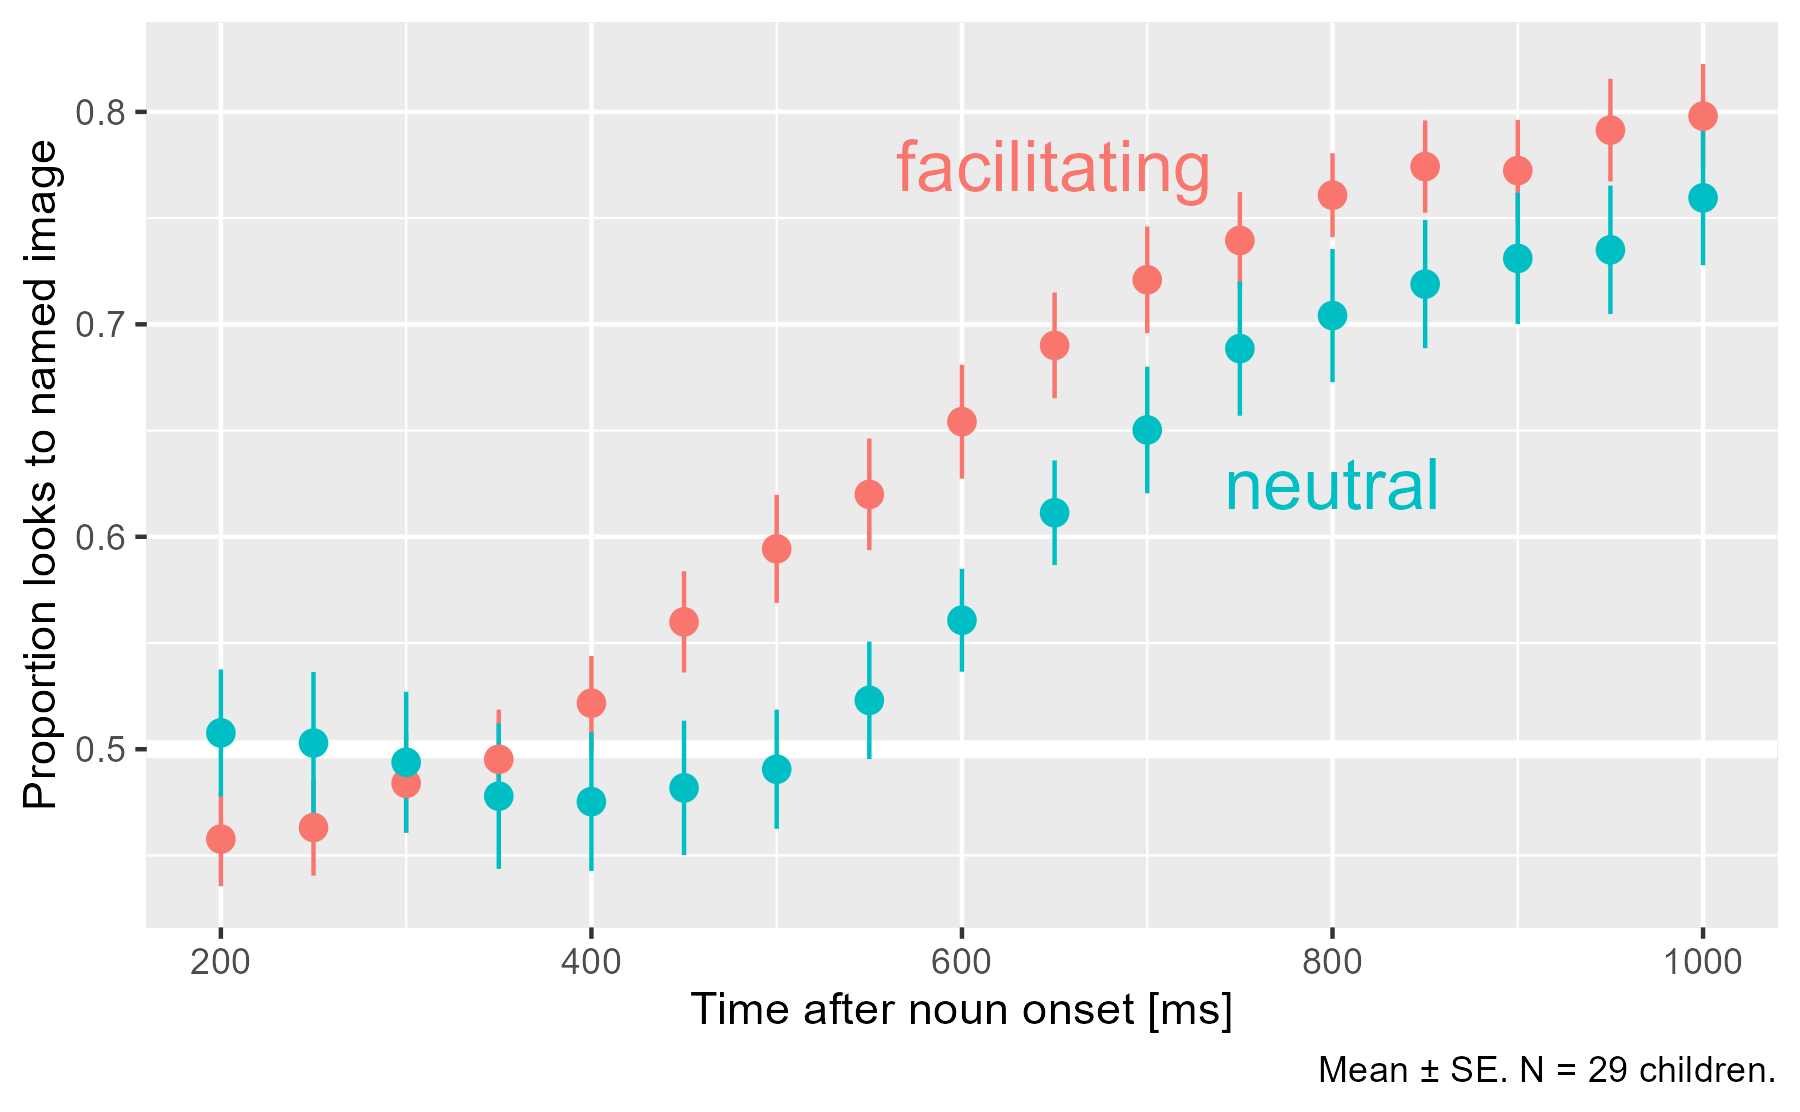 Proportion looks to named image
0.8
0.7
0.6
0.5
facilitating
neutral
200 400 600 800 1000
Time after noun onset [ms]
Mean ± SE. N = 29 children.